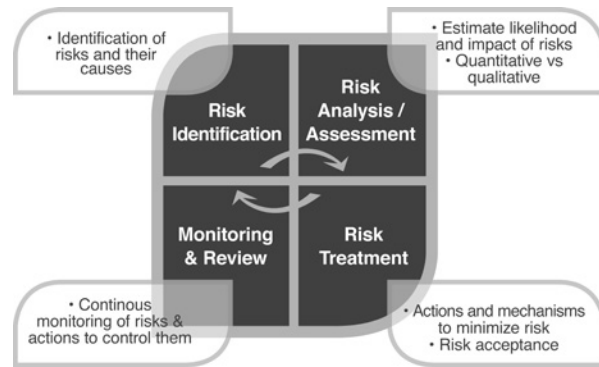 • Identification of
risks and their
causes
• Estimate likelihood
and impact of risks
• Quantitative vs
qualitative
Risk
Identification
Risk
Analysis /
Assessment
Monitoring
& Review
Risk
Treatment
• Continous
monitoring of risks &
actions to control them
• Actions and mechanisms
to minimize risk
• Risk acceptance